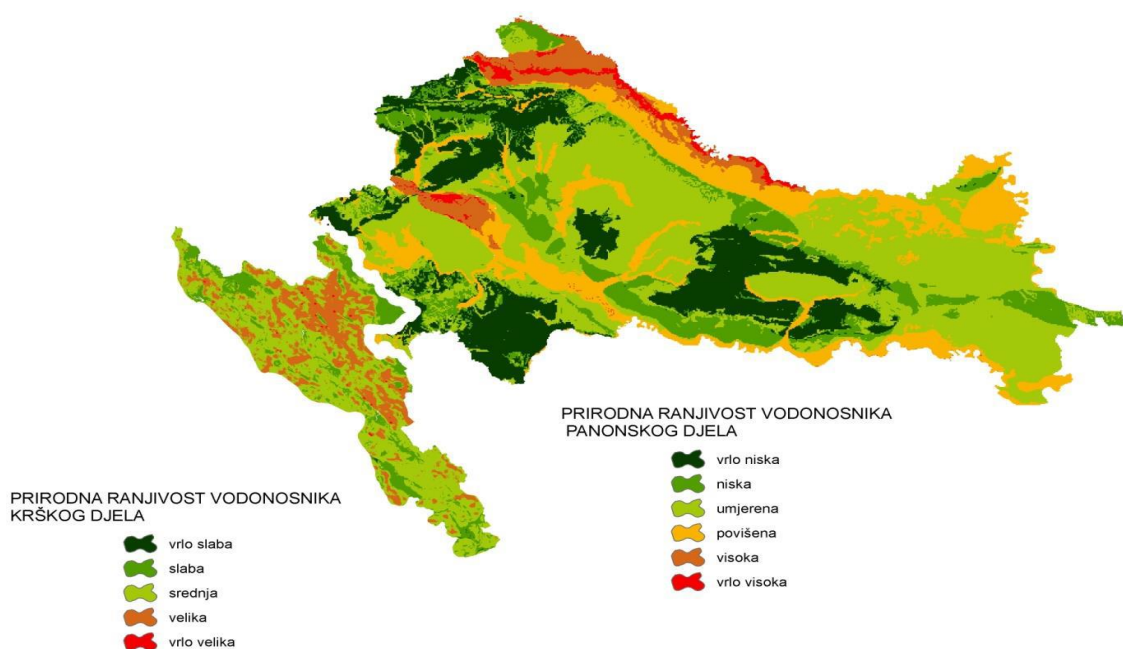 PRIRODNA RANJIVOST VODONOSNIKA
PANONSKOG DJELA
vrlo niska
niska
umjerena
povišena
visoka
vrlo visoka
PRIRODNA RANJIVOST VODONOSNIKA
KRŠKOG DJELA
vrlo slaba
slaba
srednja
velika
vrlo velika